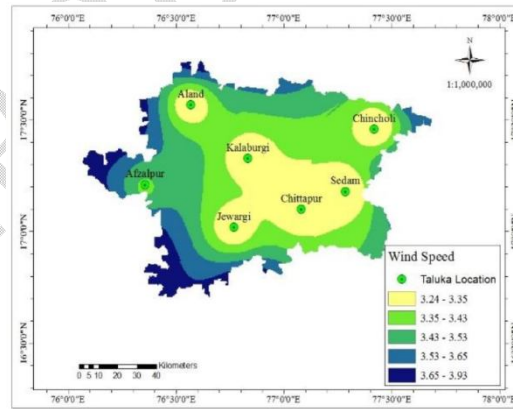 76°0'0"E 76°30'0"E 77°0'0"E 77°30'0"E 78°0'0"E
N
1:1,000,000
17°30'0"N
17°30'0"N
Aland
Chincholi
Kalaburgi
Afzalpur
Sedam
Chittapur
Jewargi
17°0'0"N
Wind Speed
Taluka Location
3.24 - 3.35
3.35 - 3.43
3.43 - 3.53
3.53 - 3.65
3.65 - 3.93
16°30'0"N
Kilometers
0 5 10 20 30 40
76°0'0"E 76°30'0"E 77°0'0"E 77°30'0"E 78°0'0"E